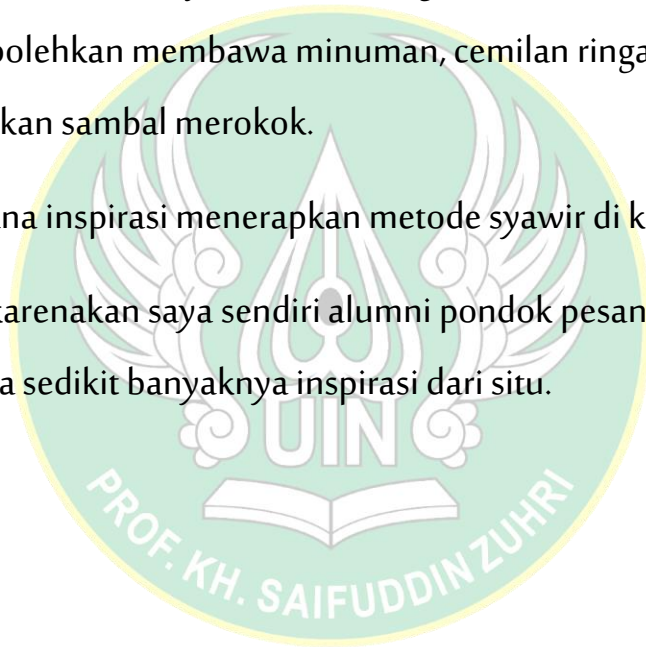 polehkan membawa minuman, cemilan ringa
kan sambal merokok.
na inspirasi menerapkan metode syawir di k
karenakan saya sendiri alumni pondok pesan
a sedikit banyaknya inspirasi dari situ.
UIN
PROF. KH. SAIFUDDIN ZUHRI